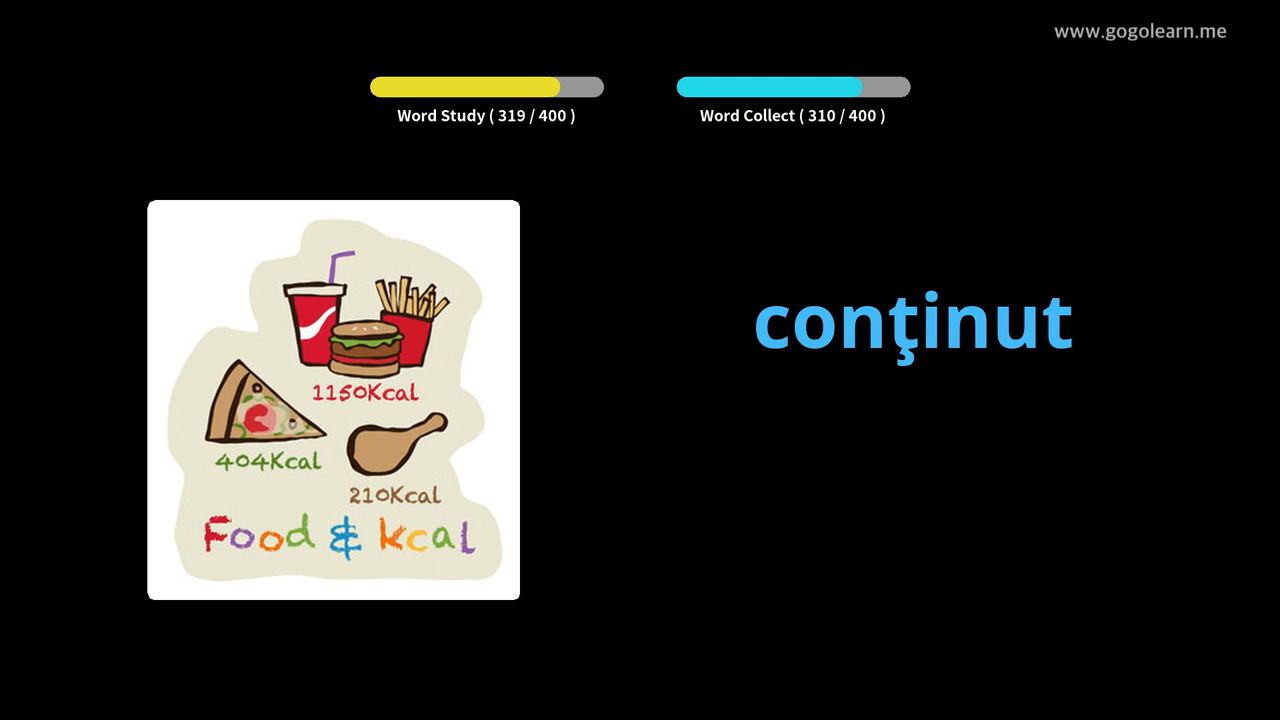 www.gogolearn.me
Word Study ( 319 / 400 )
Word Collect ( 310 / 400 )
conţinut
1150Kcal
404Kcal
210Kcal
Food & kcal